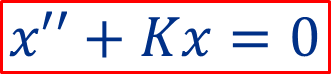 x″ + Kx = 0